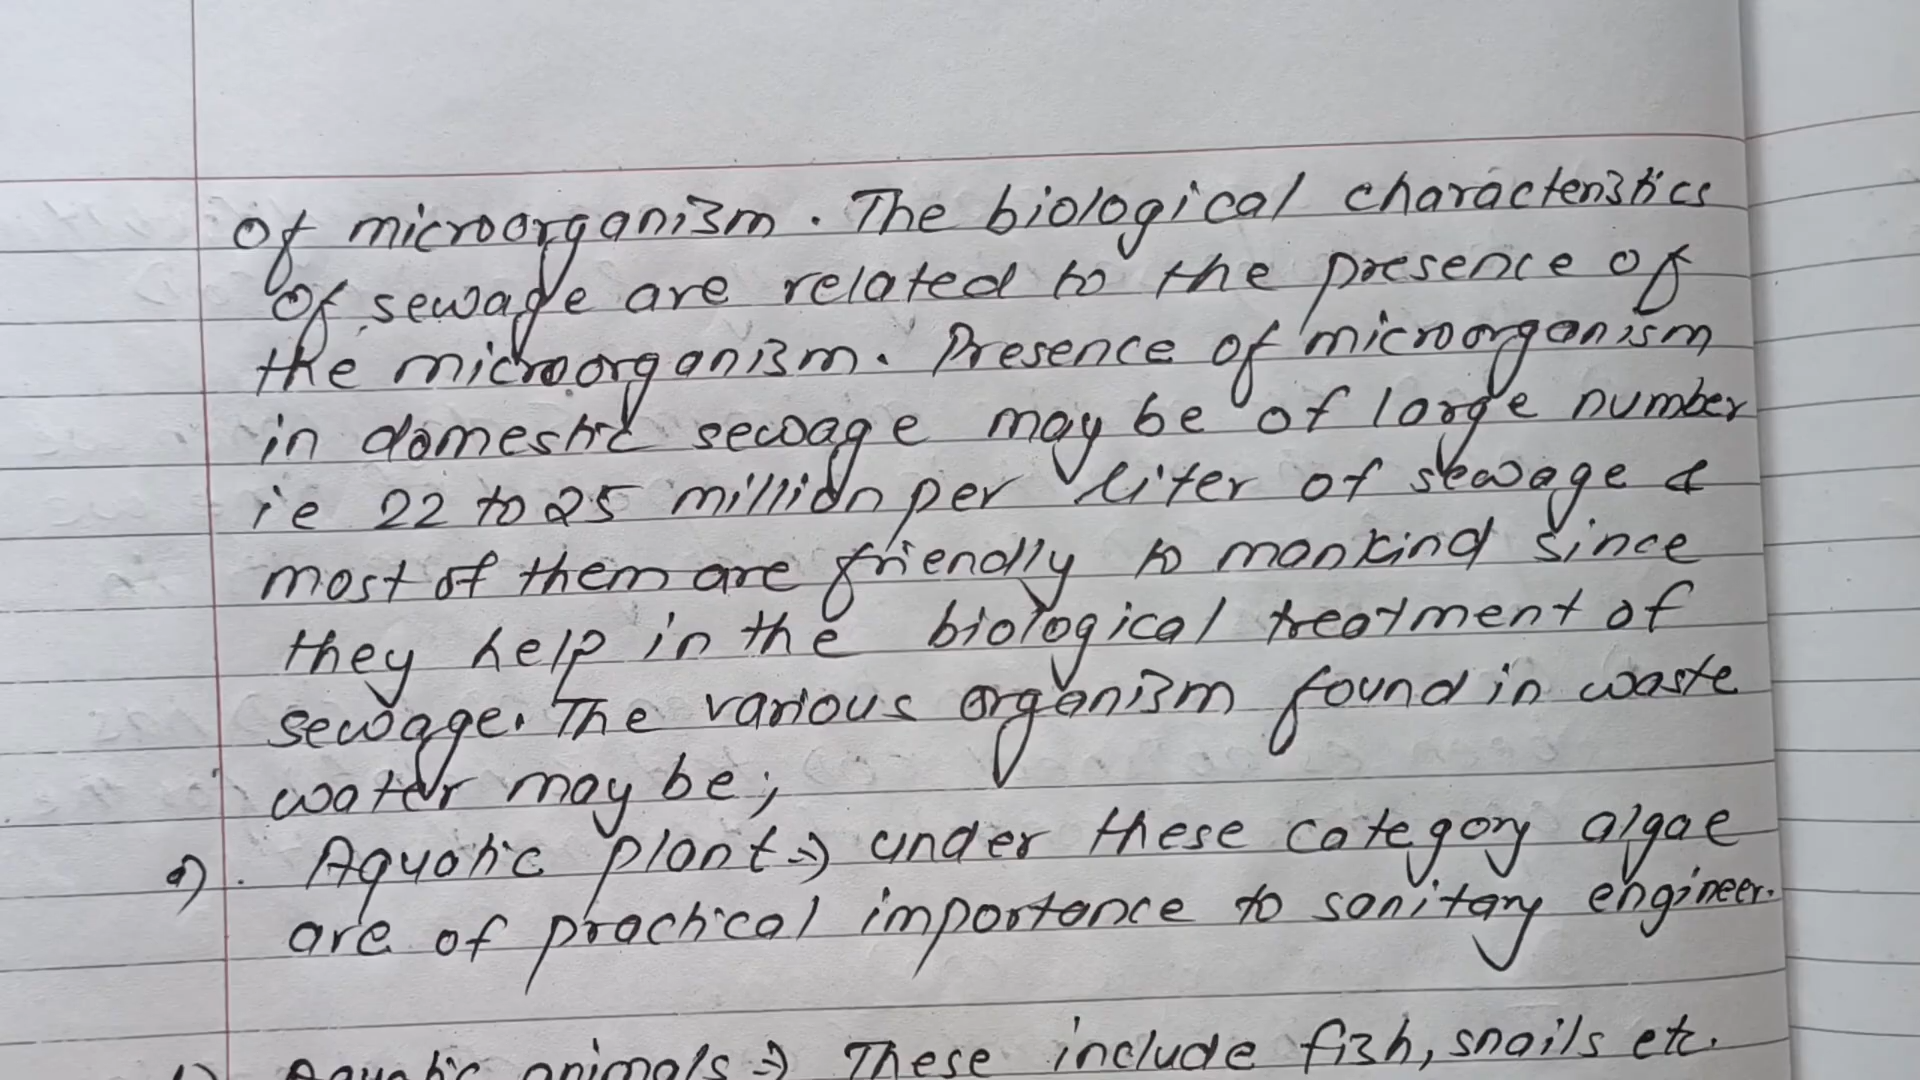 of microorganism. The biological characteristics
of sewage are related to the presence of
the microorganism. Presence of microorganism
in domestic sewage may be of large number
ie 22 to 25 million per liter of sewage &
most of them are friendly to mankind since
they help in the biological treatment of
sewage. The various organism found in waste
water may be;
a). Aquatic plant ⇒ under these category algae
are of practical importance to sanitary engineer.
b) Aquatic animals ⇒ These include fish, snails etc.